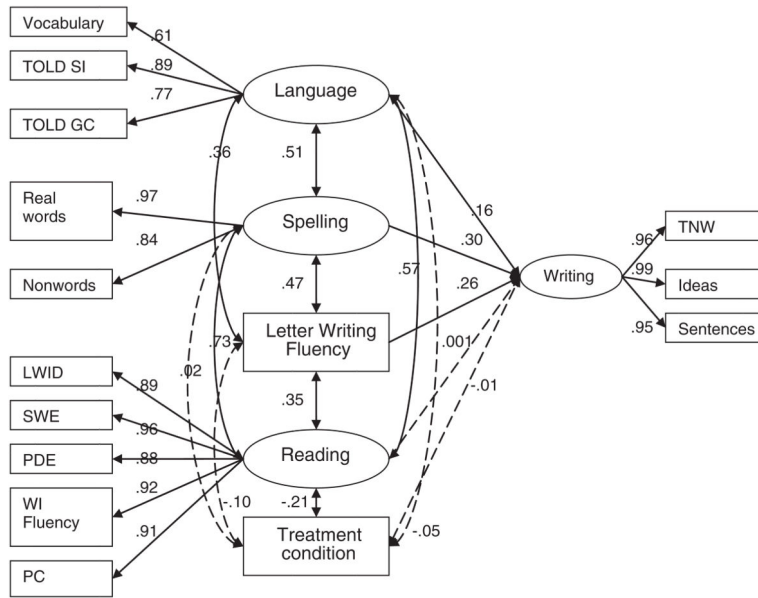 Vocabulary
.61
TOLD SI
.89
TOLD GC
.77
Language
.36
.51
Real
words
.97
Spelling
.16
.96
TNW
.84
.30
.99
Nonwords
.47
.57
.26
Writing
Ideas
.95
Sentences
Letter Writing
Fluency
.73
.001
.02
LWID
.89
.35
-.01
SWE
.96
PDE
.88
Reading
WI
Fluency
.92
-.10
-.21
.91
Treatment
condition
-.05
PC